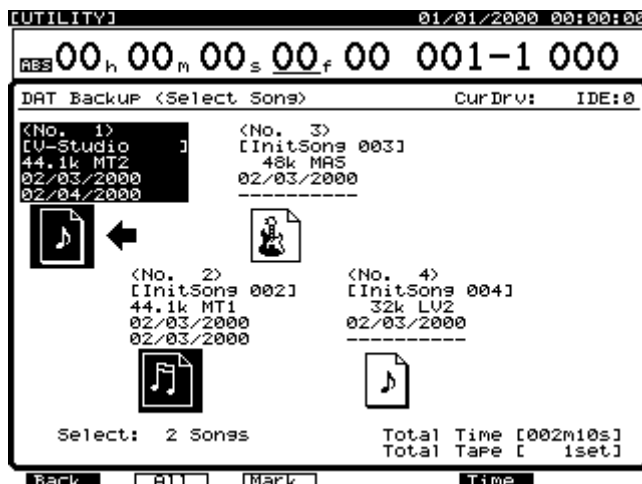 [UTILITY] 01/01/2000 00:00:00
ABS 00h 00m 00s 00f 00 001-1 000
DAT Backup <Select Song> CurDrv: IDE:0
<No. 1>
[V-Studio ]
44.1k MT2
02/03/2000
02/04/2000
<No. 3>
[InitSong 003]
48k MAS
02/03/2000
----------
<No. 2>
[InitSong 002]
44.1k MT1
02/03/2000
02/03/2000
<No. 4>
[InitSong 004]
32k LV2
02/03/2000
----------
Select: 2 Songs
Total Time [002m10s]
Total Tape [ 1set]
Back All Mark Time